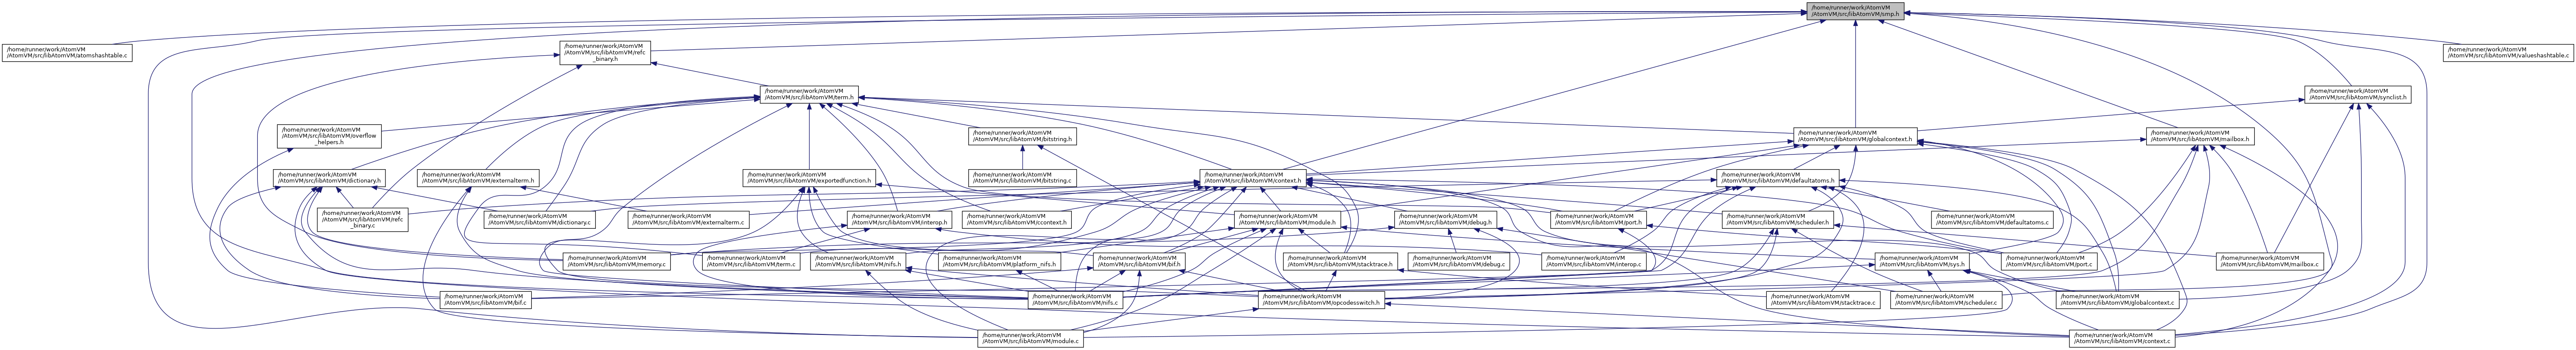 /home/runner/work/AtomVM
/AtomVM/src/libAtomVM/smp.h
/home/runner/work/AtomVM
/AtomVM/src/libAtomVM/atomshashtable.c
/home/runner/work/AtomVM
/AtomVM/src/libAtomVM/refc
_binary.h
/home/runner/work/AtomVM
/AtomVM/src/libAtomVM/valueshashtable.c
/home/runner/work/AtomVM
/AtomVM/src/libAtomVM/term.h
/home/runner/work/AtomVM
/AtomVM/src/libAtomVM/synclist.h
/home/runner/work/AtomVM
/AtomVM/src/libAtomVM/overflow
_helpers.h
/home/runner/work/AtomVM
/AtomVM/src/libAtomVM/bitstring.h
/home/runner/work/AtomVM
/AtomVM/src/libAtomVM/globalcontext.h
/home/runner/work/AtomVM
/AtomVM/src/libAtomVM/mailbox.h
/home/runner/work/AtomVM
/AtomVM/src/libAtomVM/dictionary.h
/home/runner/work/AtomVM
/AtomVM/src/libAtomVM/externalterm.h
/home/runner/work/AtomVM
/AtomVM/src/libAtomVM/exportedfunction.h
/home/runner/work/AtomVM
/AtomVM/src/libAtomVM/bitstring.c
/home/runner/work/AtomVM
/AtomVM/src/libAtomVM/context.h
/home/runner/work/AtomVM
/AtomVM/src/libAtomVM/defaultatoms.h
/home/runner/work/AtomVM
/AtomVM/src/libAtomVM/refc
_binary.c
/home/runner/work/AtomVM
/AtomVM/src/libAtomVM/dictionary.c
/home/runner/work/AtomVM
/AtomVM/src/libAtomVM/externalterm.c
/home/runner/work/AtomVM
/AtomVM/src/libAtomVM/interop.h
/home/runner/work/AtomVM
/AtomVM/src/libAtomVM/ccontext.h
/home/runner/work/AtomVM
/AtomVM/src/libAtomVM/module.h
/home/runner/work/AtomVM
/AtomVM/src/libAtomVM/debug.h
/home/runner/work/AtomVM
/AtomVM/src/libAtomVM/port.h
/home/runner/work/AtomVM
/AtomVM/src/libAtomVM/scheduler.h
/home/runner/work/AtomVM
/AtomVM/src/libAtomVM/defaultatoms.c
/home/runner/work/AtomVM
/AtomVM/src/libAtomVM/memory.c
/home/runner/work/AtomVM
/AtomVM/src/libAtomVM/term.c
/home/runner/work/AtomVM
/AtomVM/src/libAtomVM/nifs.h
/home/runner/work/AtomVM
/AtomVM/src/libAtomVM/platform_nifs.h
/home/runner/work/AtomVM
/AtomVM/src/libAtomVM/bif.h
/home/runner/work/AtomVM
/AtomVM/src/libAtomVM/stacktrace.h
/home/runner/work/AtomVM
/AtomVM/src/libAtomVM/debug.c
/home/runner/work/AtomVM
/AtomVM/src/libAtomVM/interop.c
/home/runner/work/AtomVM
/AtomVM/src/libAtomVM/sys.h
/home/runner/work/AtomVM
/AtomVM/src/libAtomVM/port.c
/home/runner/work/AtomVM
/AtomVM/src/libAtomVM/mailbox.c
/home/runner/work/AtomVM
/AtomVM/src/libAtomVM/bif.c
/home/runner/work/AtomVM
/AtomVM/src/libAtomVM/nifs.c
/home/runner/work/AtomVM
/AtomVM/src/libAtomVM/opcodesswitch.h
/home/runner/work/AtomVM
/AtomVM/src/libAtomVM/stacktrace.c
/home/runner/work/AtomVM
/AtomVM/src/libAtomVM/scheduler.c
/home/runner/work/AtomVM
/AtomVM/src/libAtomVM/globalcontext.c
/home/runner/work/AtomVM
/AtomVM/src/libAtomVM/module.c
/home/runner/work/AtomVM
/AtomVM/src/libAtomVM/context.c